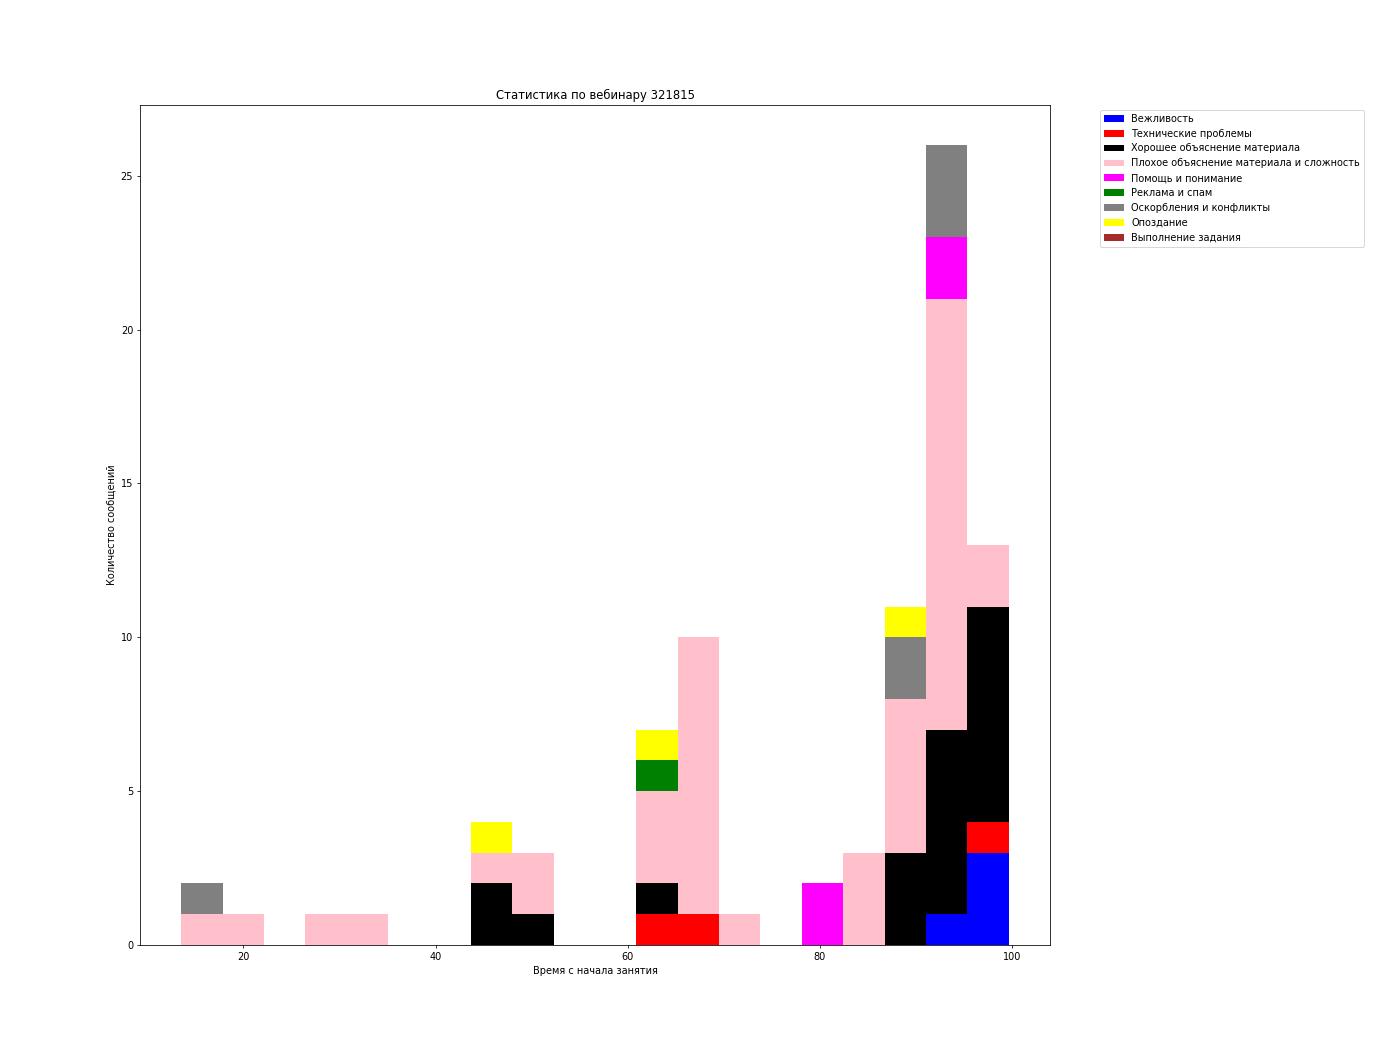 Статистика по вебинару 321815
Вежливость
Технические проблемы
Хорошее объяснение материала
Плохое объяснение материала и сложность
Помощь и понимание
Реклама и спам
Оскорбления и конфликты
Опоздание
Выполнение задания
25
20
15
10
5
0
Количество сообщений
20 40 60 80 100
Время с начала занятия